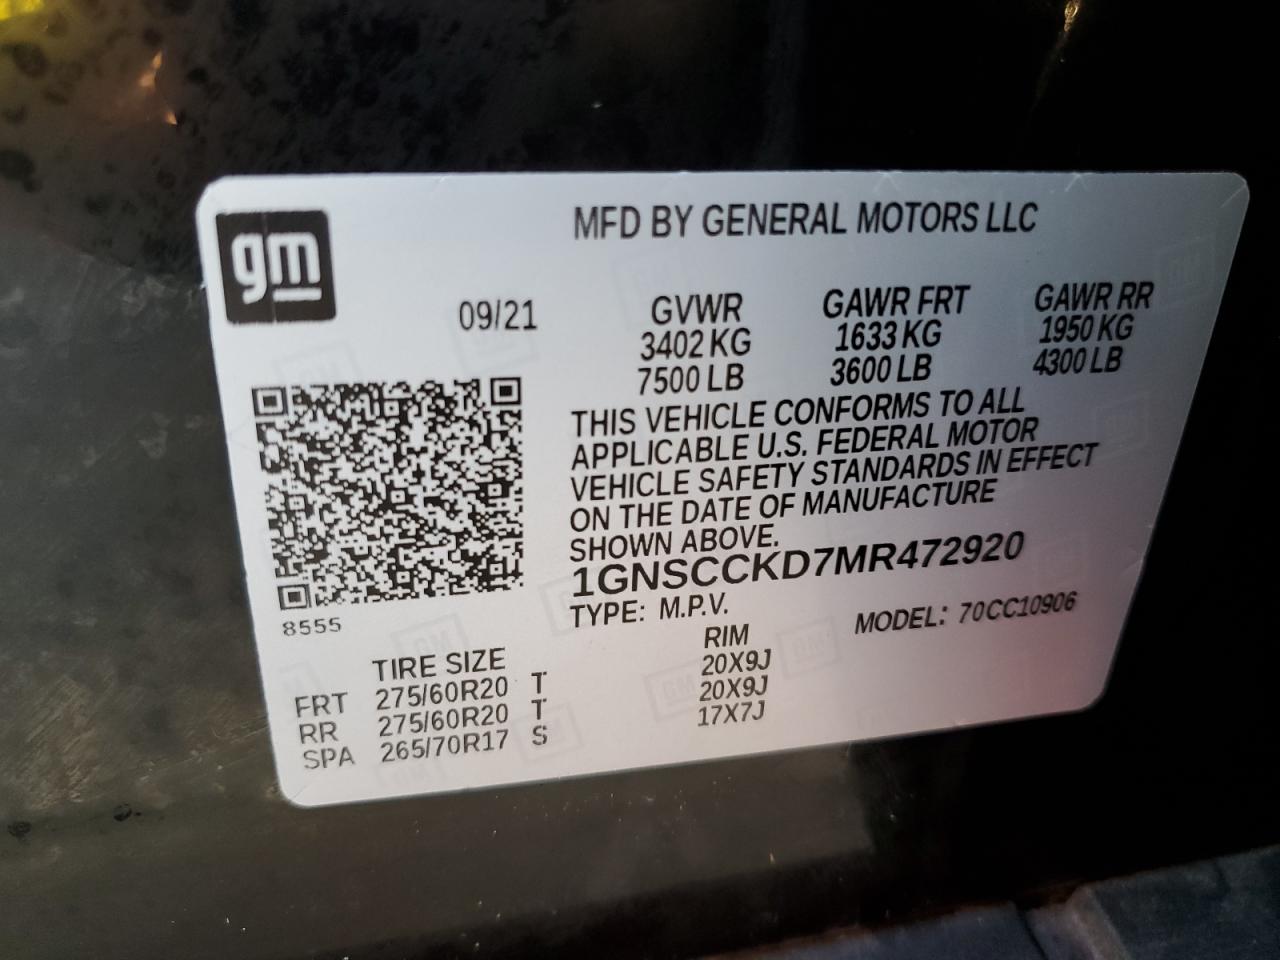 gm
MFD BY GENERAL MOTORS LLC
09/21
GVWR GAWR FRT GAWR RR
3402 KG 1633 KG 1950 KG
7500 LB 3600 LB 4300 LB
THIS VEHICLE CONFORMS TO ALL
APPLICABLE U.S. FEDERAL MOTOR
VEHICLE SAFETY STANDARDS IN EFFECT
ON THE DATE OF MANUFACTURE
SHOWN ABOVE.
1GNSCCKD7MR472920
TYPE: M.P.V. MODEL: 70CC10906
8555
TIRE SIZE RIM
FRT 275/60R20 T 20X9J
RR 275/60R20 T 20X9J
SPA 265/70R17 S 17X7J